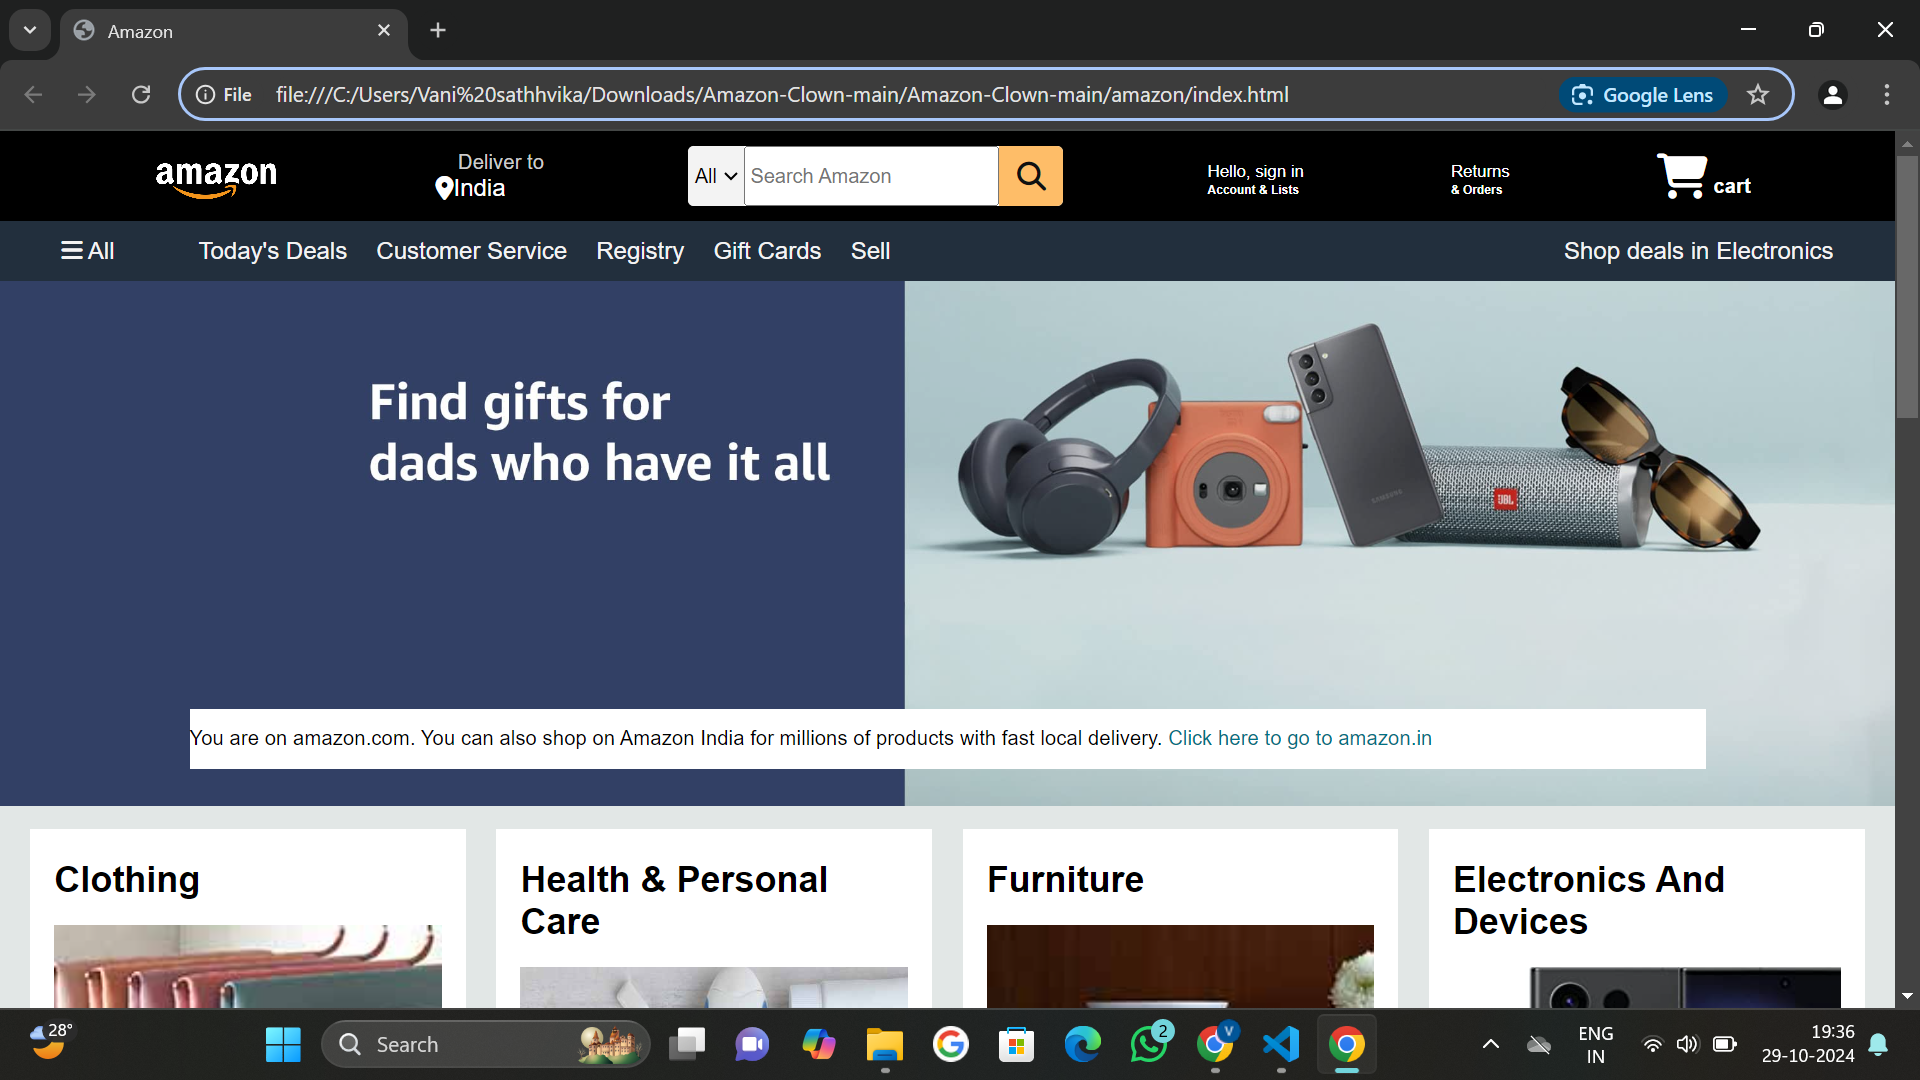 Amazon
File
file:///C:/Users/Vani%20sathhvika/Downloads/Amazon-Clown-main/Amazon-Clown-main/amazon/index.html
Google Lens
amazon
Deliver to
India
All
Search Amazon
Hello, sign in
Account & Lists
Returns
& Orders
cart
All
Today's Deals
Customer Service
Registry
Gift Cards
Sell
Shop deals in Electronics
Find gifts for
dads who have it all
SAMSUNG
JBL
You are on amazon.com. You can also shop on Amazon India for millions of products with fast local delivery. Click here to go to amazon.in
Clothing
Health & Personal
Care
Furniture
Electronics And
Devices
28°
Search
2
V
ENG
IN
19:36
29-10-2024